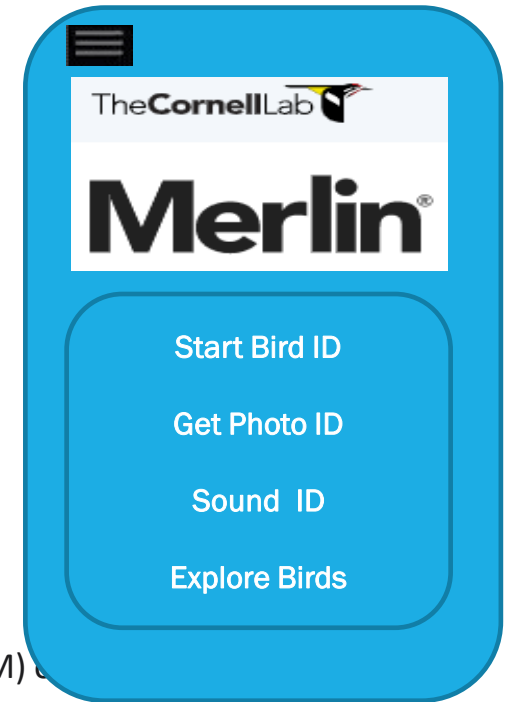 TheCornellLab
Merlin®
Start Bird ID
Get Photo ID
Sound ID
Explore Birds
M)